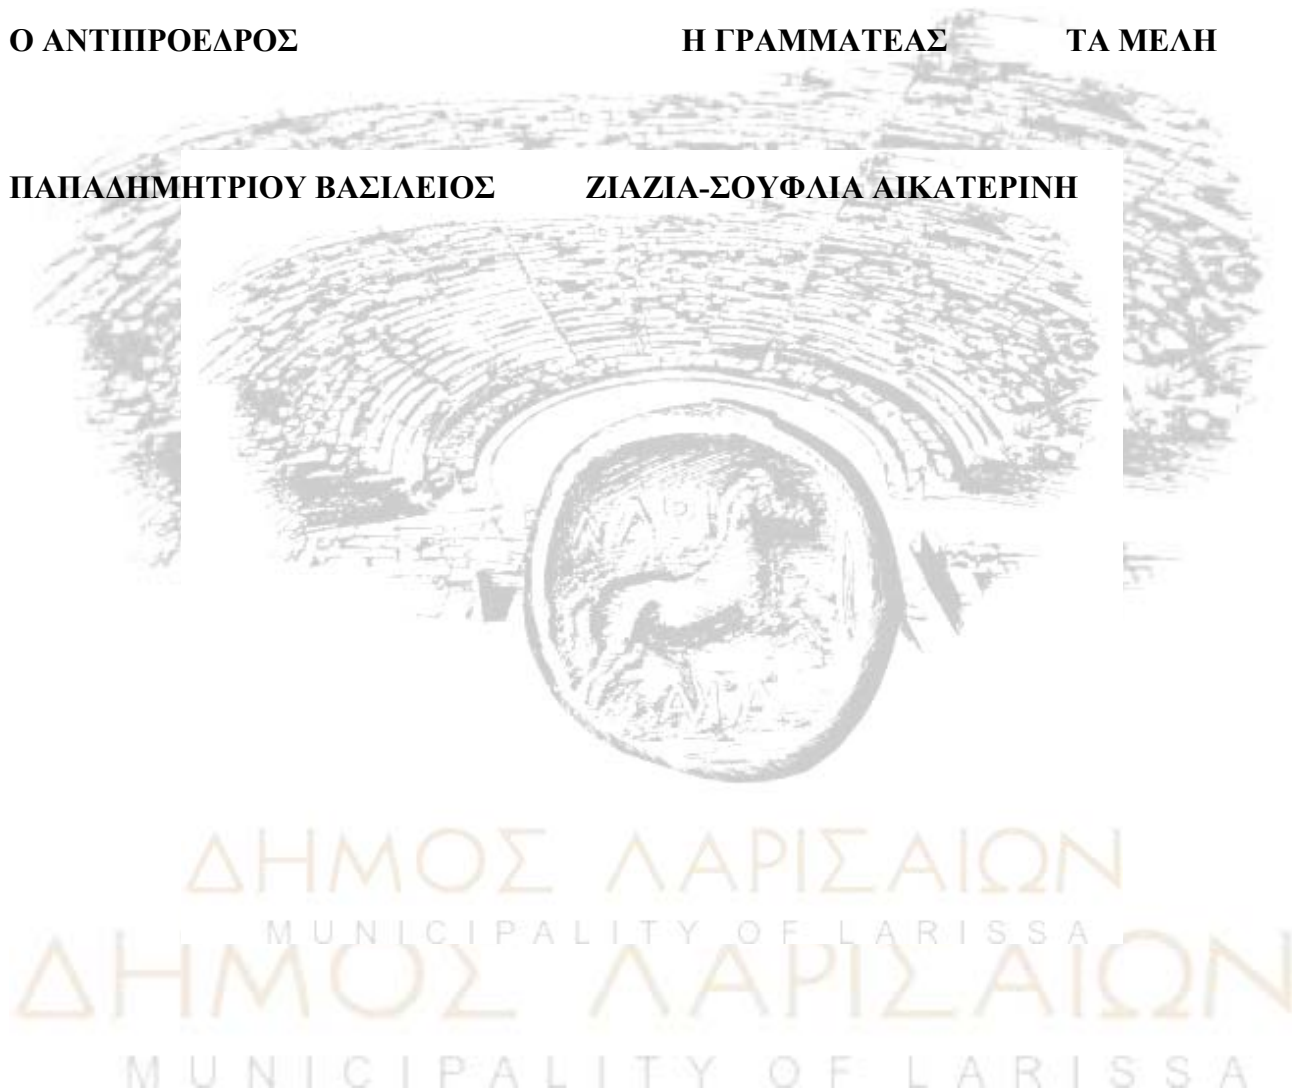 Ο ΑΝΤΙΠΡΟΕΔΡΟΣ Η ΓΡΑΜΜΑΤΕΑΣ ΤΑ ΜΕΛΗ
ΠΑΠΑΔΗΜΗΤΡΙΟΥ ΒΑΣΙΛΕΙΟΣ ΖΙΑΖΙΑ-ΣΟΥΦΛΙΑ ΑΙΚΑΤΕΡΙΝΗ
ΔΗΜΟΣ ΛΑΡΙΣΑΙΩΝ
MUNICIPALITY OF LARISSA
ΔΗΜΟΣ ΛΑΡΙΣΑΙΩΝ
MUNICIPALITY OF LARISSA